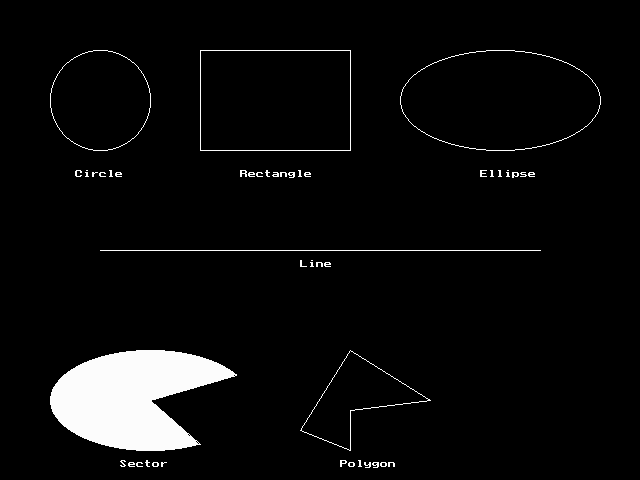 Circle
Rectangle
Ellipse
Line
Sector
Polygon